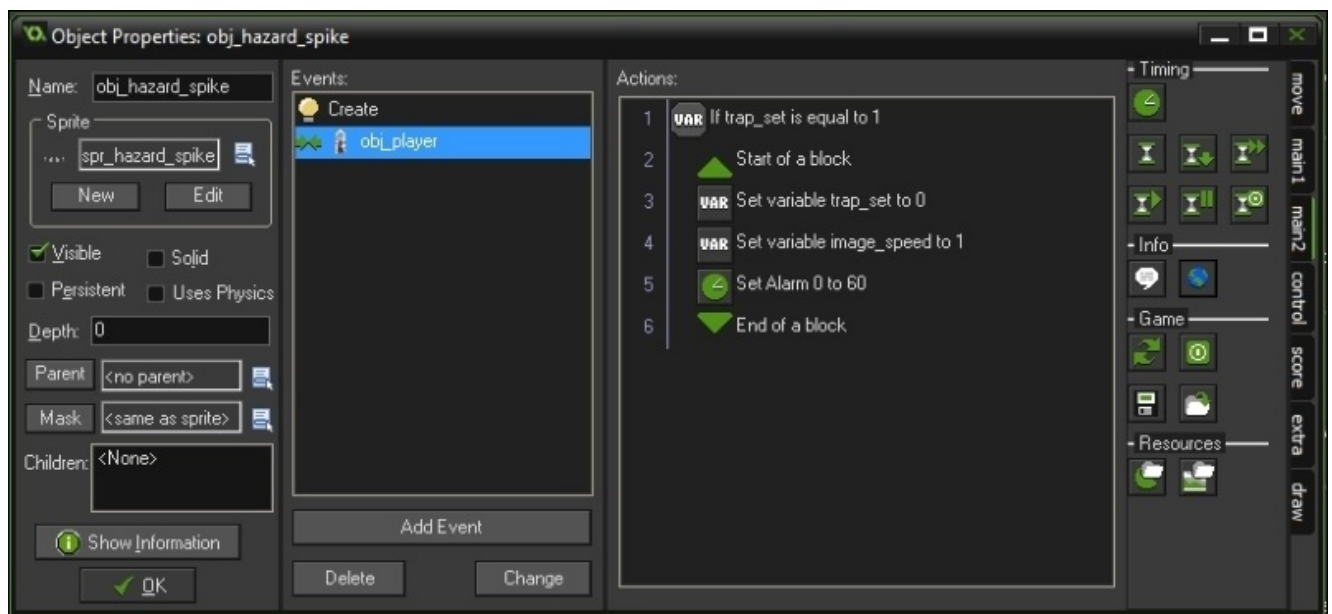 Object Properties: obj_hazard_spike
Name: obj_hazard_spike
Sprite
spr_hazard_spike
New Edit
Visible Solid
Persistent Uses Physics
Depth: 0
Parent <no parent>
Mask <same as sprite>
Children: <None>
Show Information
OK
Events:
Create
obj_player
Add Event
Delete Change
Actions:
1 VAR If trap_set is equal to 1
2 Start of a block
3 VAR Set variable trap_set to 0
4 VAR Set variable image_speed to 1
5 Set Alarm 0 to 60
6 End of a block
Timing
Info
Game
Resources
move
main1
main2
control
score
extra
draw